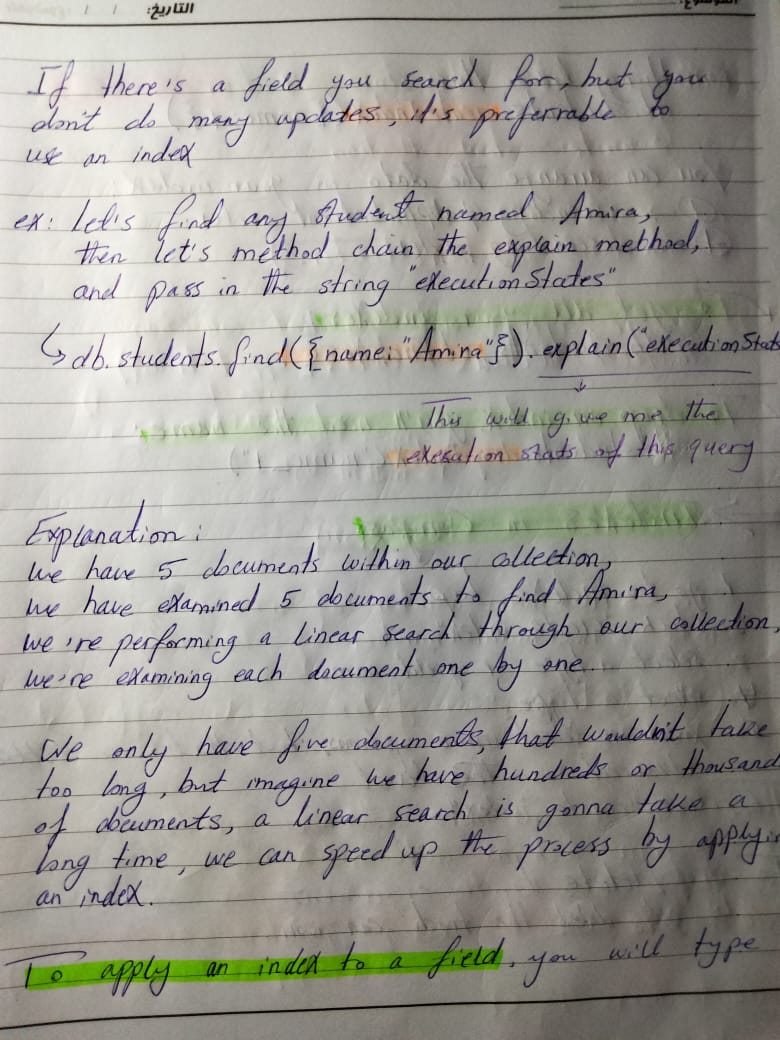 الموضوع:
التاريخ: / /
If there's a field you search for, but you
don't do many updates, it's preferrable to
use an index
ex: Let's find any student named Amira,
then let's method chain the explain method,
and pass in the string "executionStates"
↳ db.students.find({name: "Amira"}).explain("executionStats
↓
This will give me the
execution stats of this query
Explanation:
We have 5 documents within our collection,
We have examined 5 documents to find Amira,
We're performing a linear search through our collection,
We're examining each document one by one.
We only have five documents, that wouldn't take
too long, but imagine we have hundreds or thousand
of documents, a linear search is gonna take a
long time, we can speed up the process by applyin
an index.
To apply an index to a field, you will type